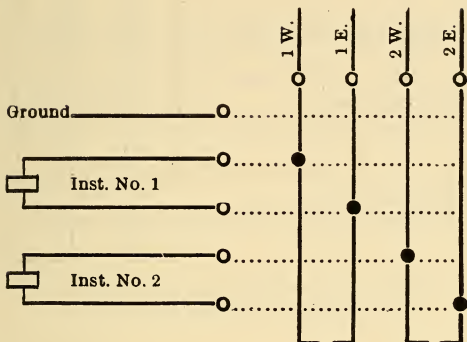 1 W.
1 E.
2 W.
2 E.
Ground
Inst. No. 1
Inst. No. 2